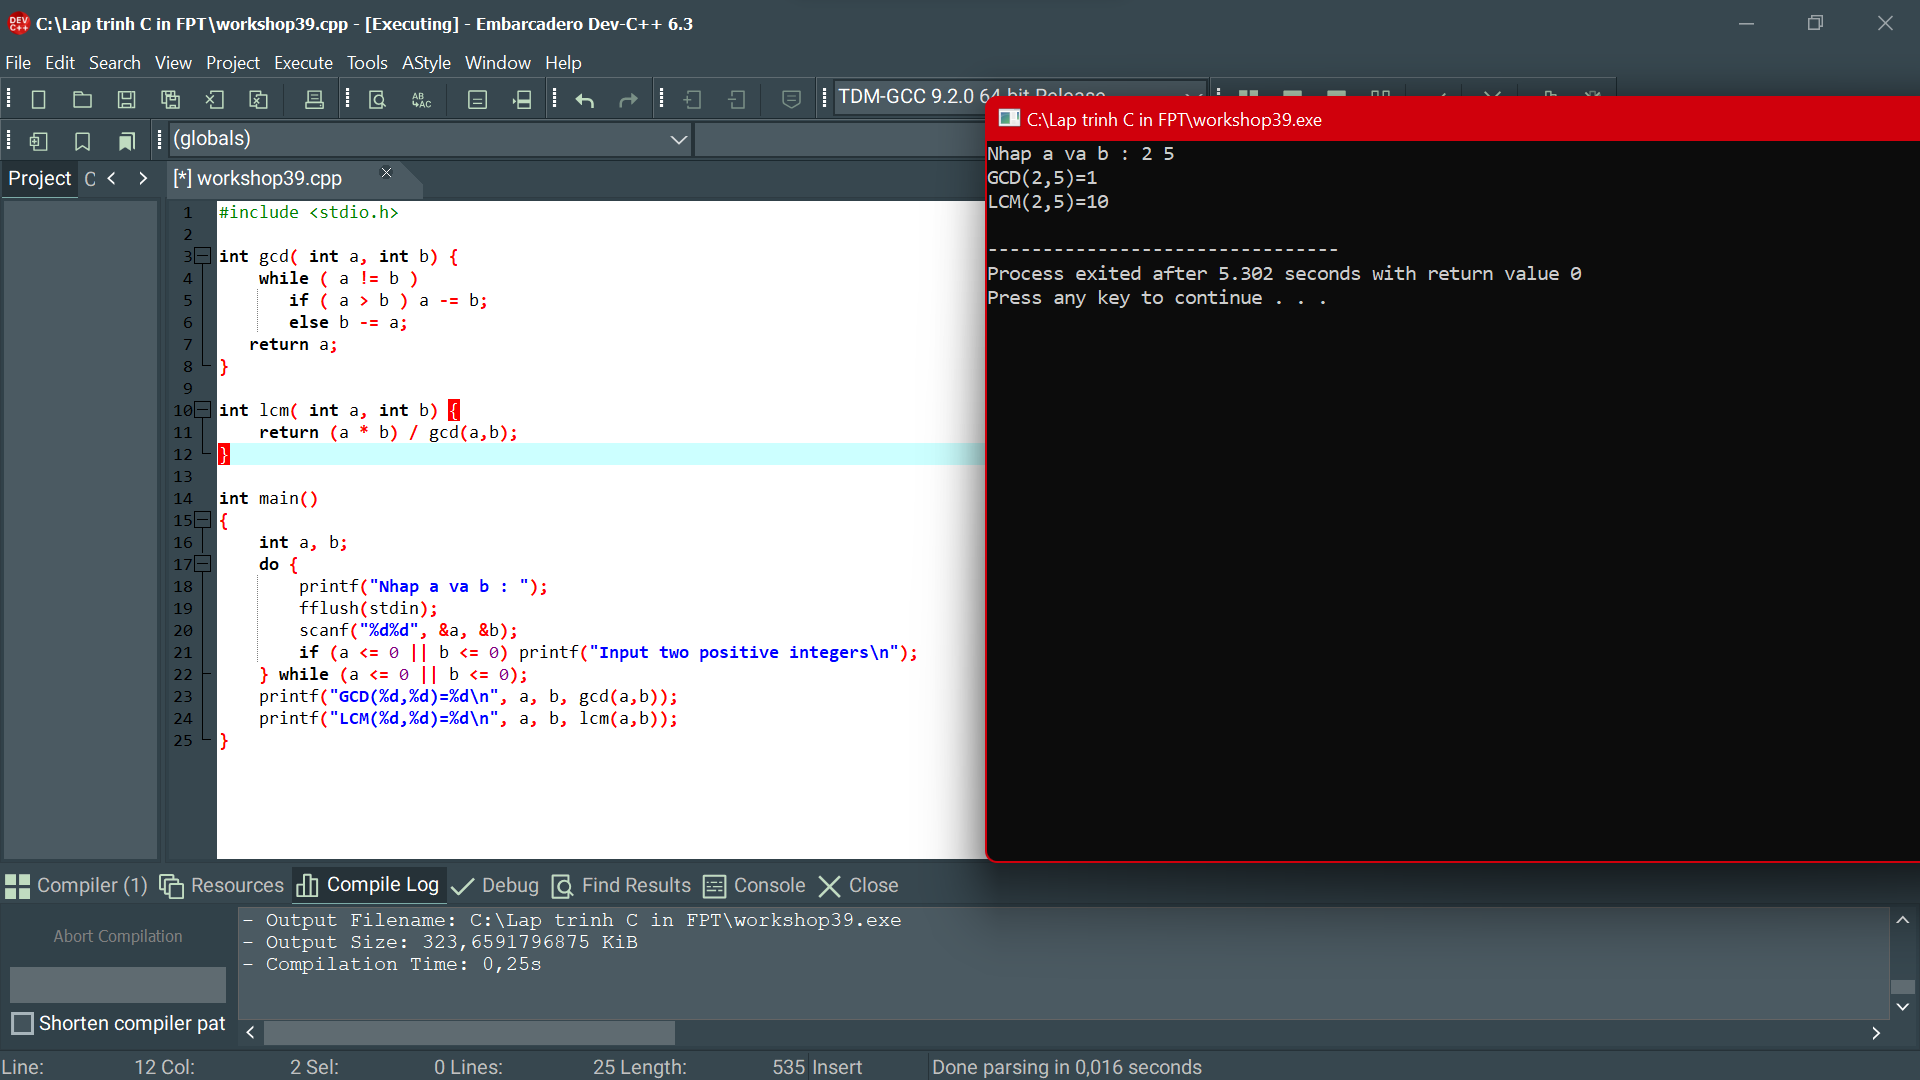 C:\Lap trinh C in FPT\workshop39.cpp - [Executing] - Embarcadero Dev-C++ 6.3
File Edit Search View Project Execute Tools AStyle Window Help
TDM-GCC 9.2.0 64-bit Release
(globals)
C:\Lap trinh C in FPT\workshop39.exe
Project
[*] workshop39.cpp
1 #include <stdio.h>
2
3 int gcd( int a, int b) {
4 while ( a != b )
5 if ( a > b ) a -= b;
6 else b -= a;
7 return a;
8 }
9
10 int lcm( int a, int b) {
11 return (a * b) / gcd(a,b);
12 }
13
14 int main()
15 {
16 int a, b;
17 do {
18 printf("Nhap a va b : ");
19 fflush(stdin);
20 scanf("%d%d", &a, &b);
21 if (a <= 0 || b <= 0) printf("Input two positive integers\n");
22 } while (a <= 0 || b <= 0);
23 printf("GCD(%d,%d)=%d\n", a, b, gcd(a,b));
24 printf("LCM(%d,%d)=%d\n", a, b, lcm(a,b));
25 }
Nhap a va b : 2 5
GCD(2,5)=1
LCM(2,5)=10
--------------------------------
Process exited after 5.302 seconds with return value 0
Press any key to continue . . .
Compiler (1) Resources Compile Log Debug Find Results Console Close
Abort Compilation
Shorten compiler pat
- Output Filename: C:\Lap trinh C in FPT\workshop39.exe
- Output Size: 323,6591796875 KiB
- Compilation Time: 0,25s
Line: 12 Col: 2 Sel: 0 Lines: 25 Length: 535 Insert Done parsing in 0,016 seconds